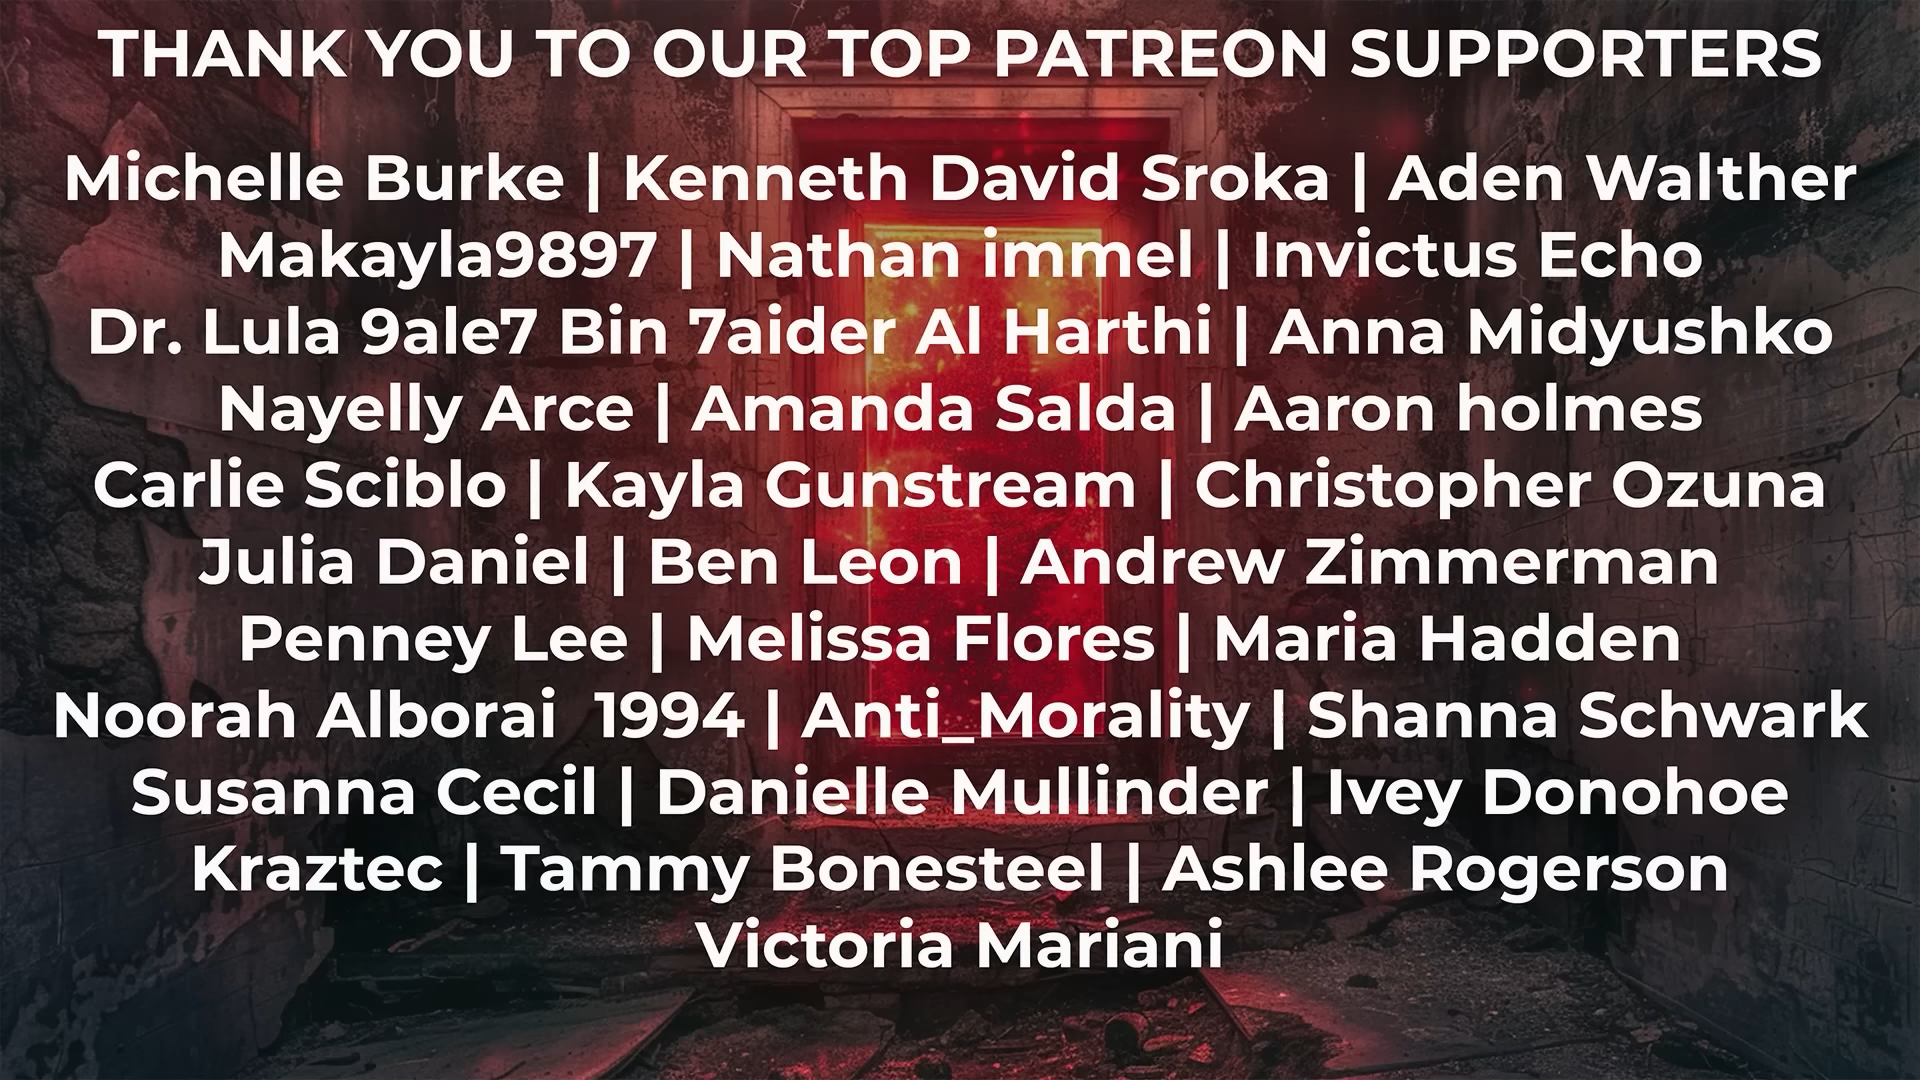 THANK YOU TO OUR TOP PATREON SUPPORTERS
Michelle Burke | Kenneth David Sroka | Aden Walther
Makayla9897 | Nathan immel | Invictus Echo
Dr. Lula 9ale7 Bin 7aider Al Harthi | Anna Midyushko
Nayelly Arce | Amanda Salda | Aaron holmes
Carlie Sciblo | Kayla Gunstream | Christopher Ozuna
Julia Daniel | Ben Leon | Andrew Zimmerman
Penney Lee | Melissa Flores | Maria Hadden
Noorah Alborai  1994 | Anti_Morality | Shanna Schwark
Susanna Cecil | Danielle Mullinder | Ivey Donohoe
Kraztec | Tammy Bonesteel | Ashlee Rogerson
Victoria Mariani